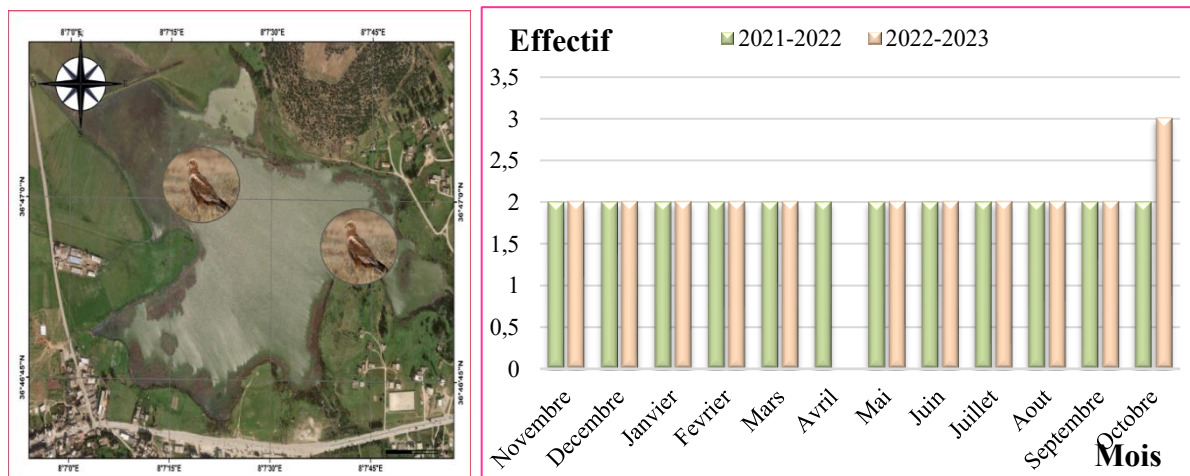 8°7'0"E 8°7'15"E 8°7'30"E 8°7'45"E
36°47'0"N 36°47'0"N
36°46'45"N 36°46'45"N
8°7'0"E 8°7'15"E 8°7'30"E 8°7'45"E
Effectif
2021-2022 2022-2023
3,5
3
2,5
2
1,5
1
0,5
0
Novembre Decembre Janvier Fevrier Mars Avril Mai Juin Juillet Aout Septembre Octobre
Mois